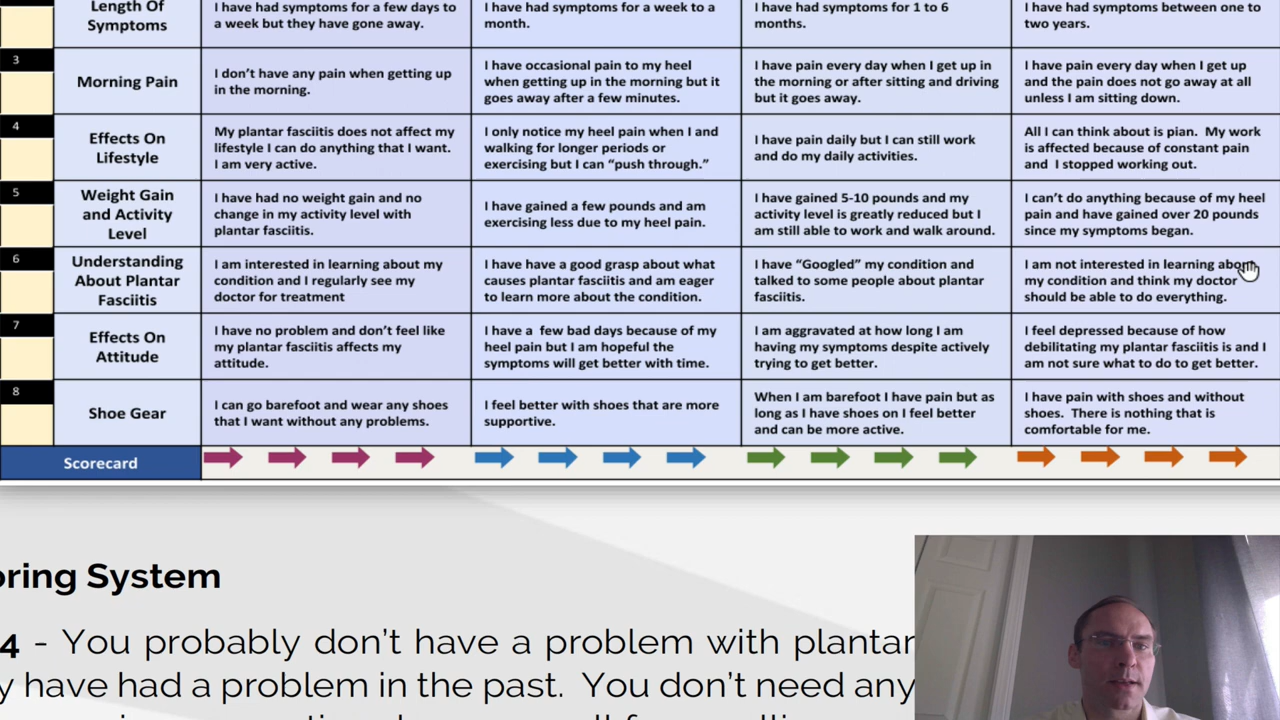 Length Of
Symptoms
I have had symptoms for a few days to
a week but they have gone away.
I have had symptoms for a week to a
month.
I have had symptoms for 1 to 6
months.
I have had symptoms between one to
two years.
3
Morning Pain
I don't have any pain when getting up
in the morning.
I have occasional pain to my heel
when getting up in the morning but it
goes away after a few minutes.
I have pain every day when I get up in
the morning or after sitting and driving
but it goes away.
I have pain every day when I get up
and the pain does not go away at all
unless I am sitting down.
4
Effects On
Lifestyle
My plantar fasciitis does not affect my
lifestyle I can do anything that I want.
I am very active.
I only notice my heel pain when I and
walking for longer periods or
exercising but I can “push through.”
I have pain daily but I can still work
and do my daily activities.
All I can think about is pian.  My work
is affected because of constant pain
and  I stopped working out.
5
Weight Gain
and Activity
Level
I have had no weight gain and no
change in my activity level with
plantar fasciitis.
I have gained a few pounds and am
exercising less due to my heel pain.
I have gained 5-10 pounds and my
activity level is greatly reduced but I
am still able to work and walk around.
I can't do anything because of my heel
pain and have gained over 20 pounds
since my symptoms began.
6
Understanding
About Plantar
Fasciitis
I am interested in learning about my
condition and I regularly see my
doctor for treatment
I have have a good grasp about what
causes plantar fasciitis and am eager
to learn more about the condition.
I have “Googled” my condition and
talked to some people about plantar
fasciitis.
I am not interested in learning about
my condition and think my doctor
should be able to do everything.
7
Effects On
Attitude
I have no problem and don't feel like
my plantar fasciitis affects my
attitude.
I have a  few bad days because of my
heel pain but I am hopeful the
symptoms will get better with time.
I am aggravated at how long I am
having my symptoms despite actively
trying to get better.
I feel depressed because of how
debilitating my plantar fasciitis is and I
am not sure what to do to get better.
8
Shoe Gear
I can go barefoot and wear any shoes
that I want without any problems.
I feel better with shoes that are more
supportive.
When I am barefoot I have pain but as
long as I have shoes on I feel better
and can be more active.
I have pain with shoes and without
shoes.  There is nothing that is
comfortable for me.
Scorecard
oring System
4 - You probably don't have a problem with plantar
y have had a problem in the past.  You don't need any